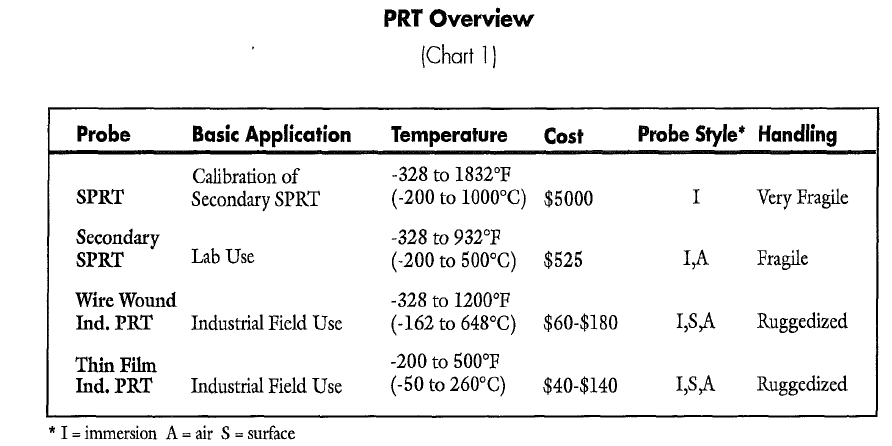 PRT Overview
(Chart 1)
Probe Basic Application Temperature Cost Probe Style* Handling
Calibration of -328 to 1832°F
SPRT Secondary SPRT (-200 to 1000°C) $5000 I Very Fragile
Secondary -328 to 932°F
SPRT Lab Use (-200 to 500°C) $525 I,A Fragile
Wire Wound -328 to 1200°F
Ind. PRT Industrial Field Use (-162 to 648°C) $60-$180 I,S,A Ruggedized
Thin Film -200 to 500°F
Ind. PRT Industrial Field Use (-50 to 260°C) $40-$140 I,S,A Ruggedized
* I = immersion A = air S = surface